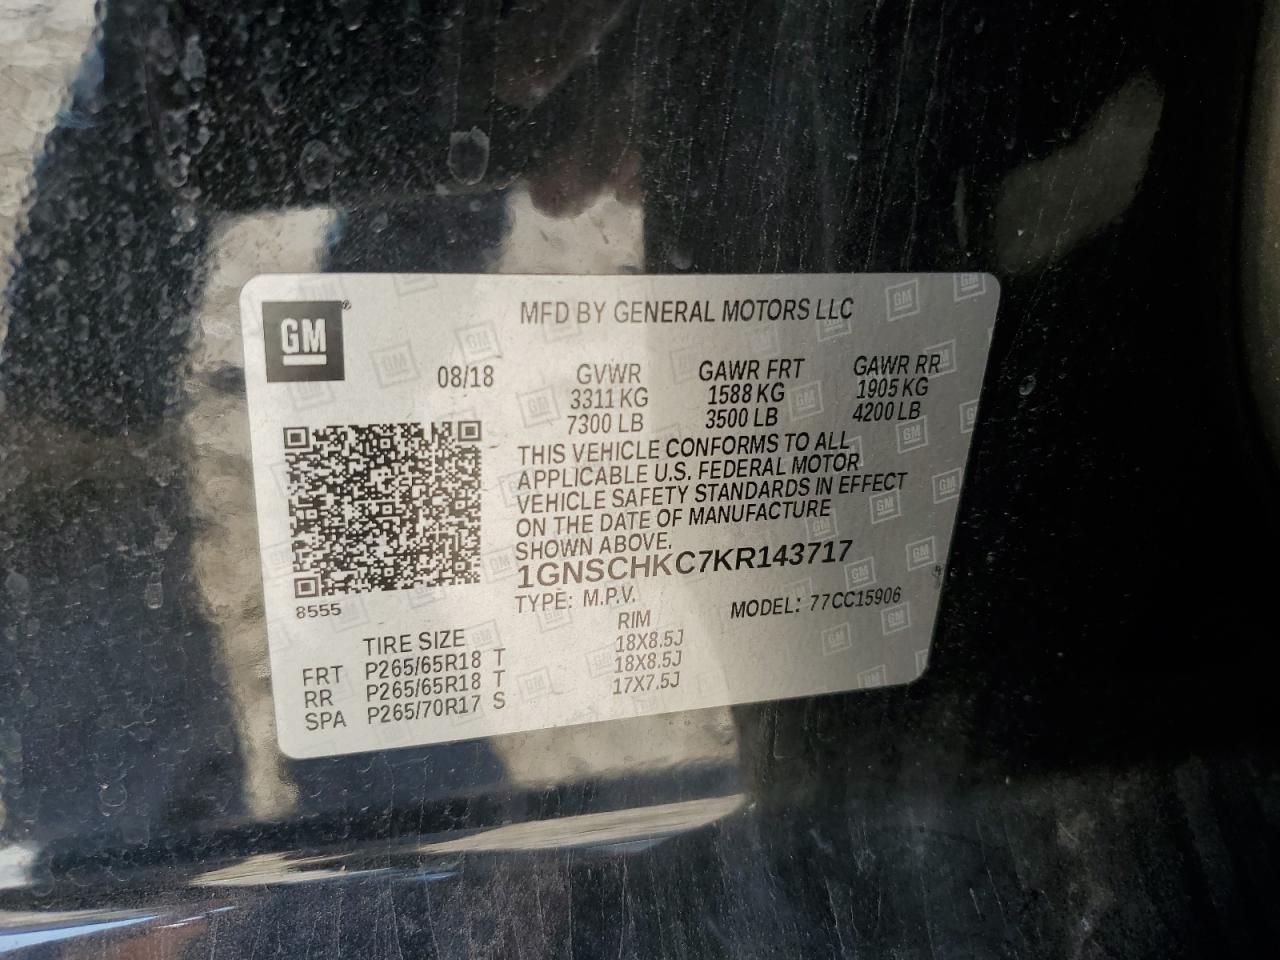 GM®
MFD BY GENERAL MOTORS LLC
08/18 GVWR GAWR FRT GAWR RR
3311 KG 1588 KG 1905 KG
7300 LB 3500 LB 4200 LB
THIS VEHICLE CONFORMS TO ALL
APPLICABLE U.S. FEDERAL MOTOR
VEHICLE SAFETY STANDARDS IN EFFECT
ON THE DATE OF MANUFACTURE
SHOWN ABOVE.
1GNSCHKC7KR143717
8555
TYPE: M.P.V. MODEL: 77CC15906
TIRE SIZE RIM
FRT P265/65R18 T 18X8.5J
RR P265/65R18 T 18X8.5J
SPA P265/70R17 S 17X7.5J